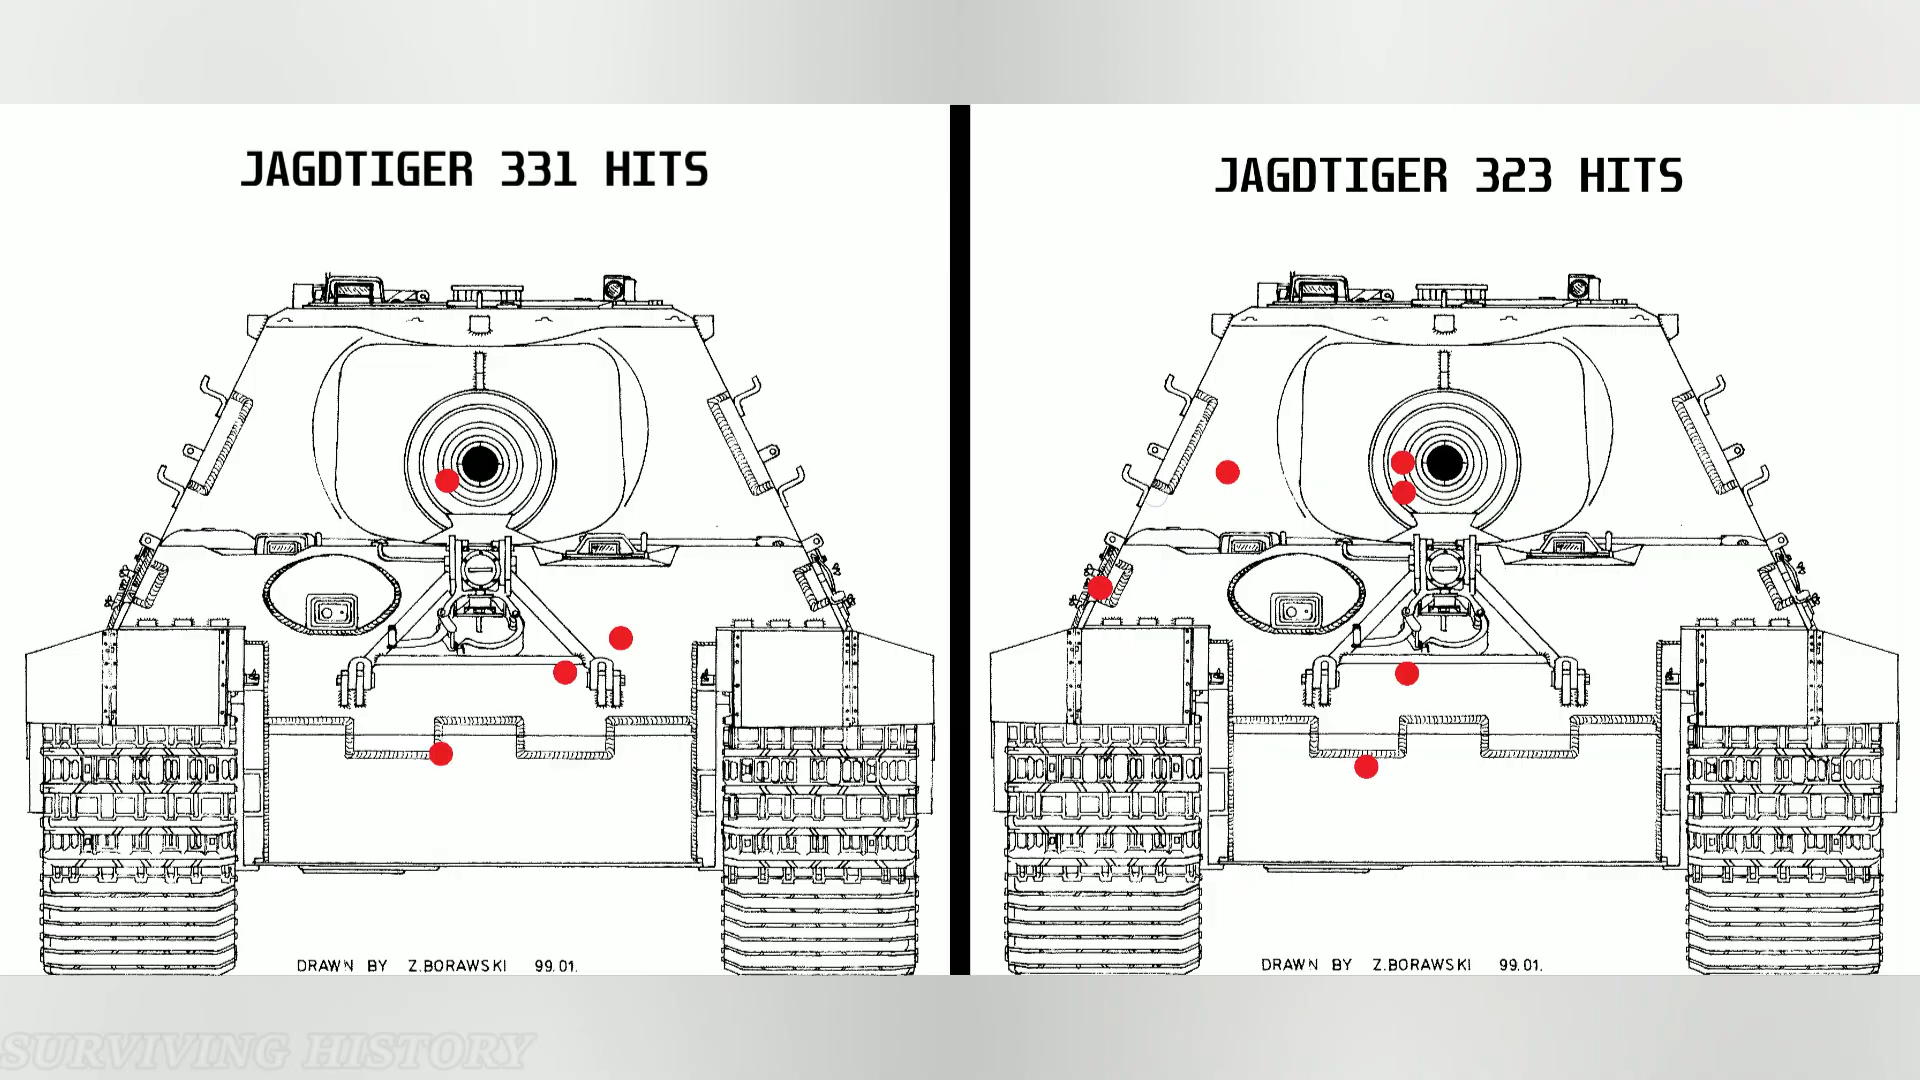 JAGDTIGER 331 HITS
JAGDTIGER 323 HITS
DRAWN BY Z.BORAWSKI 99.01.
DRAWN BY Z.BORAWSKI 99.01.
SURVIVING HISTORY